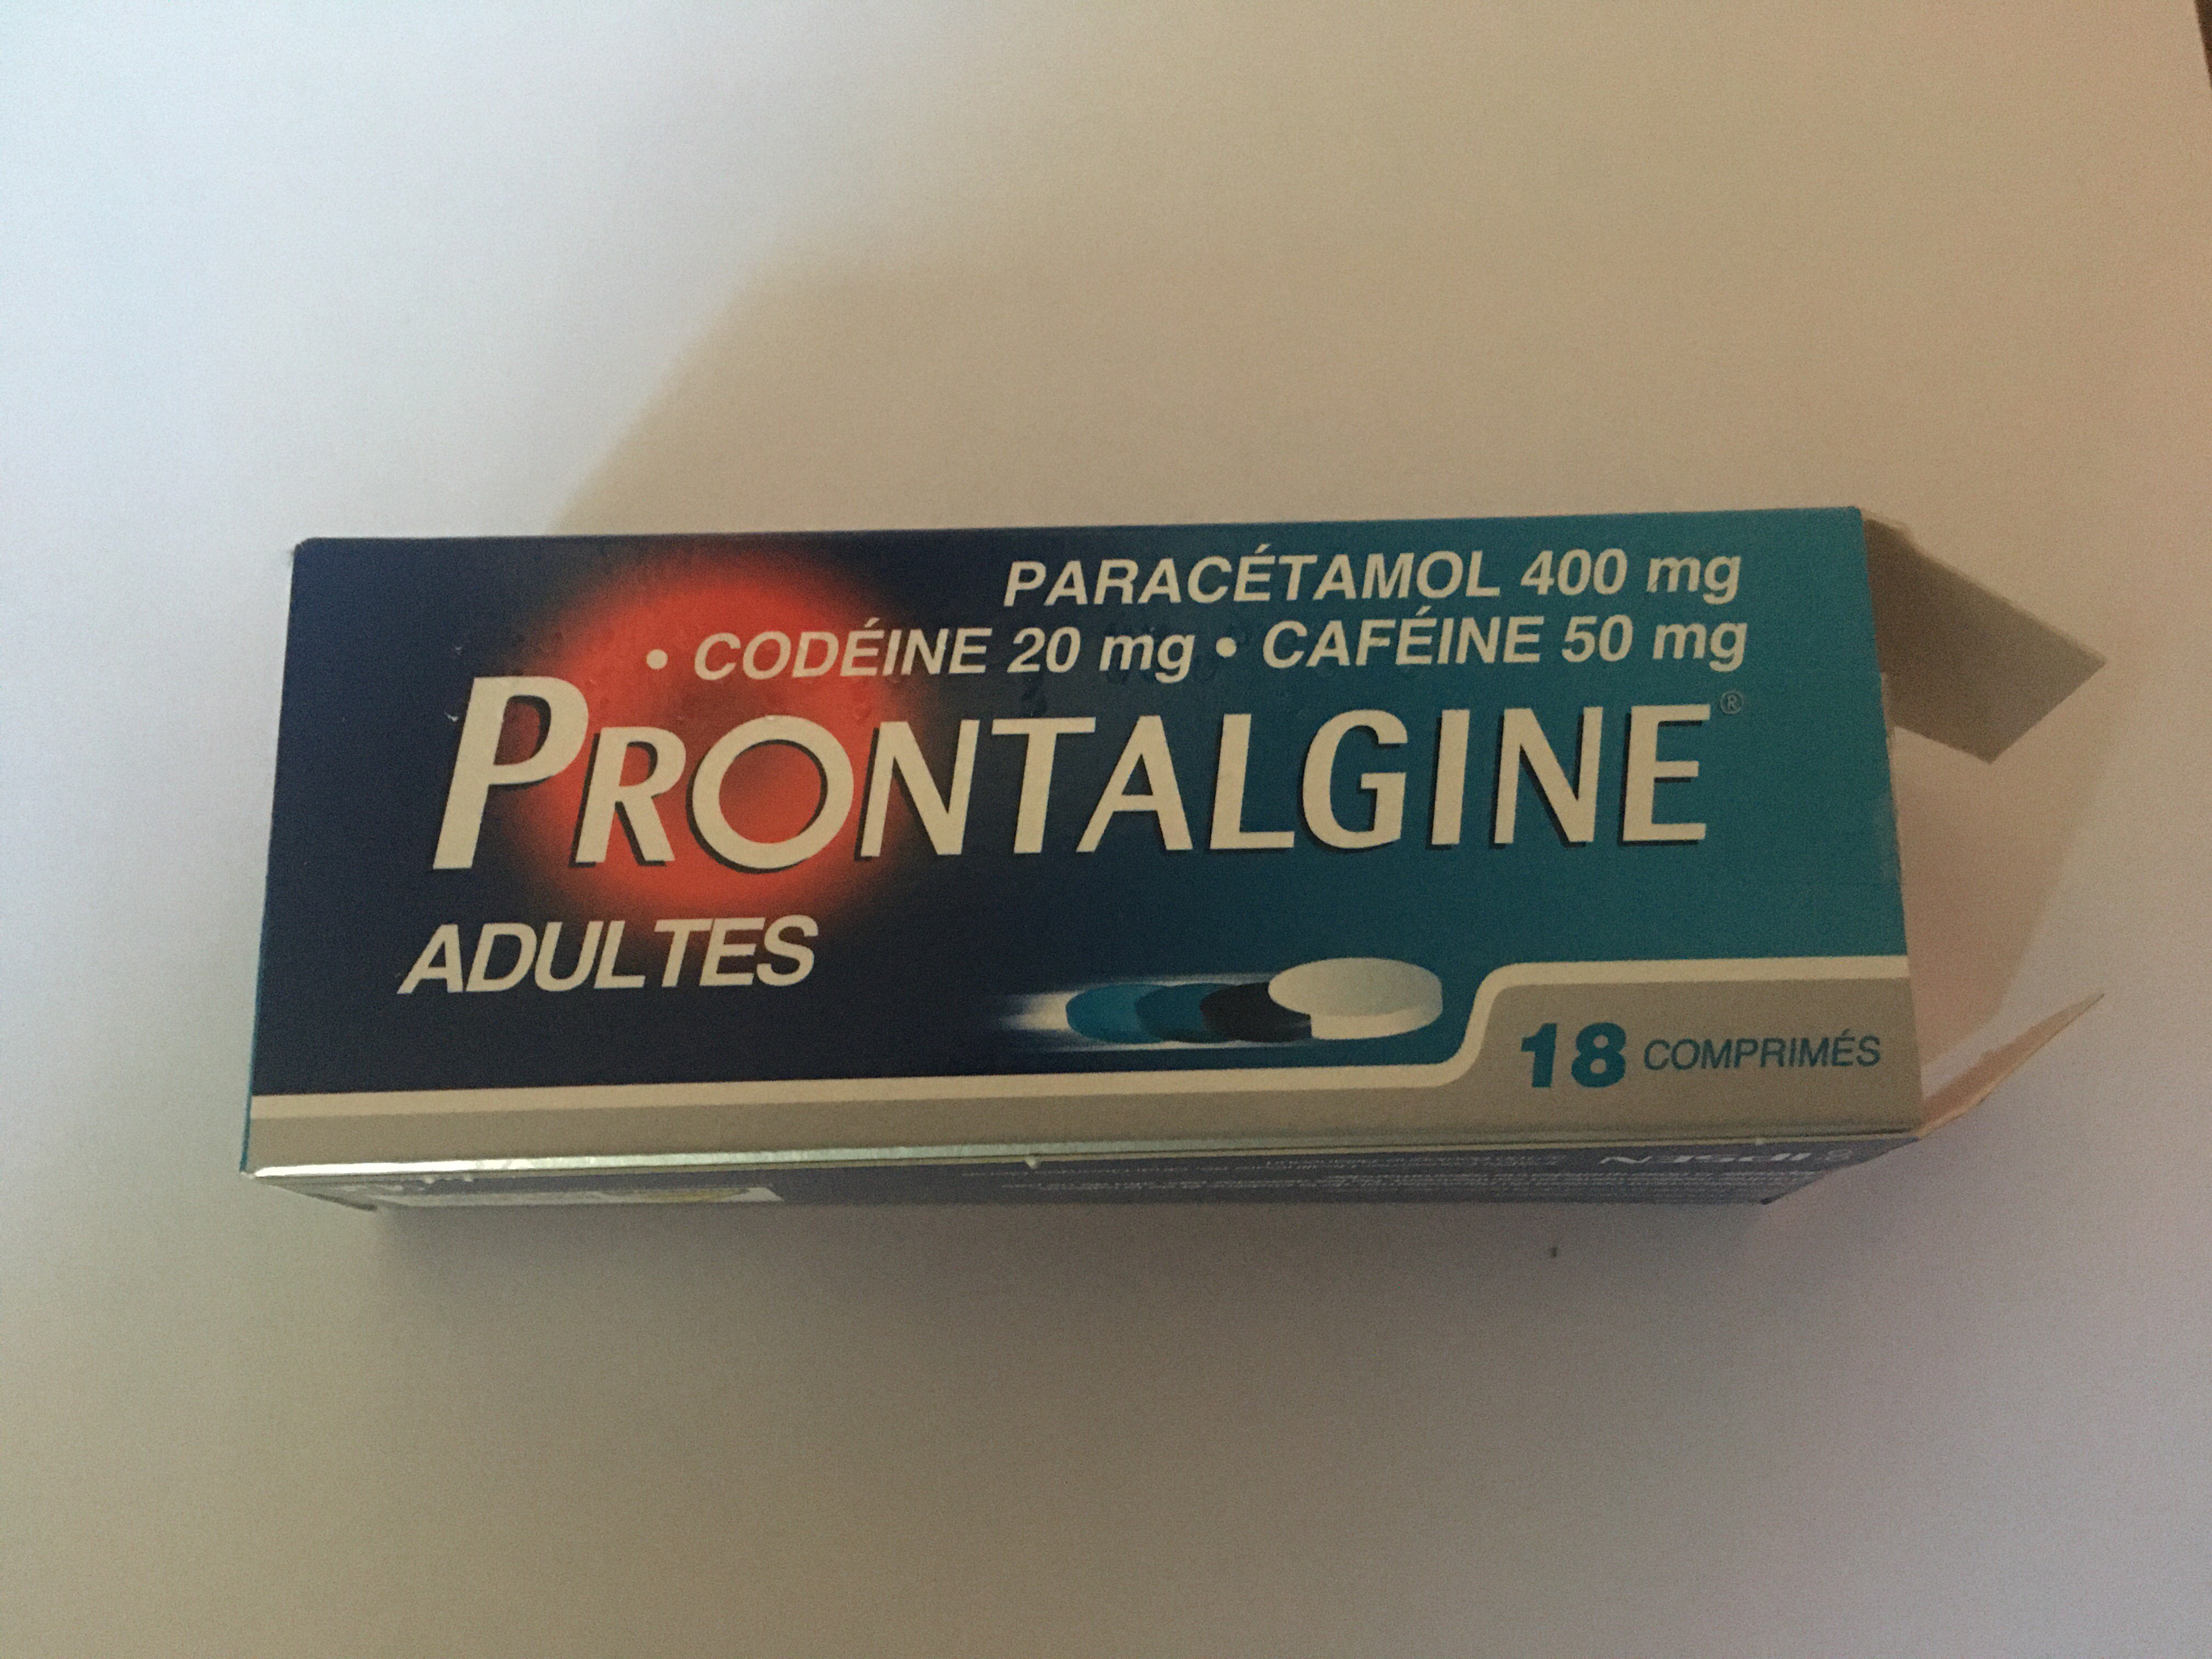 PARACÉTAMOL 400 mg
• CODÉINE 20 mg • CAFÉINE 50 mg
PRONTALGINE®
ADULTES
18 COMPRIMÉS